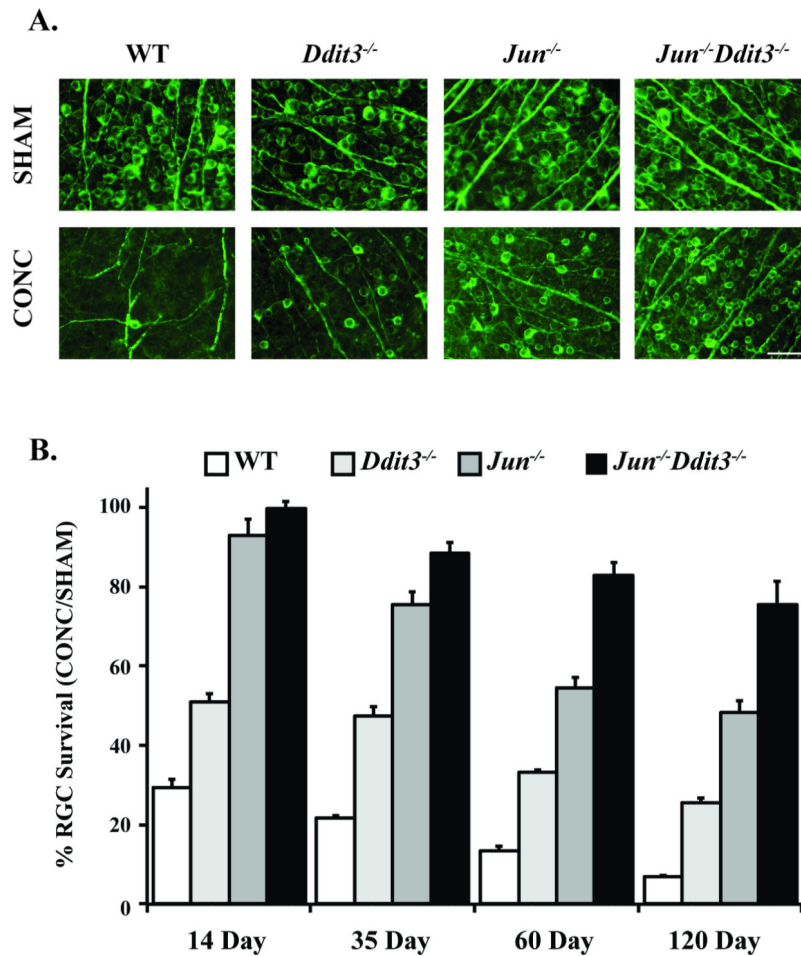 A.
WT Ddit3-/- Jun-/- Jun-/-Ddit3-/-
SHAM
CONC
B.
WT Ddit3-/- Jun-/- Jun-/-Ddit3-/-
% RGC Survival (CONC/SHAM)
100
80
60
40
20
0
14 Day 35 Day 60 Day 120 Day